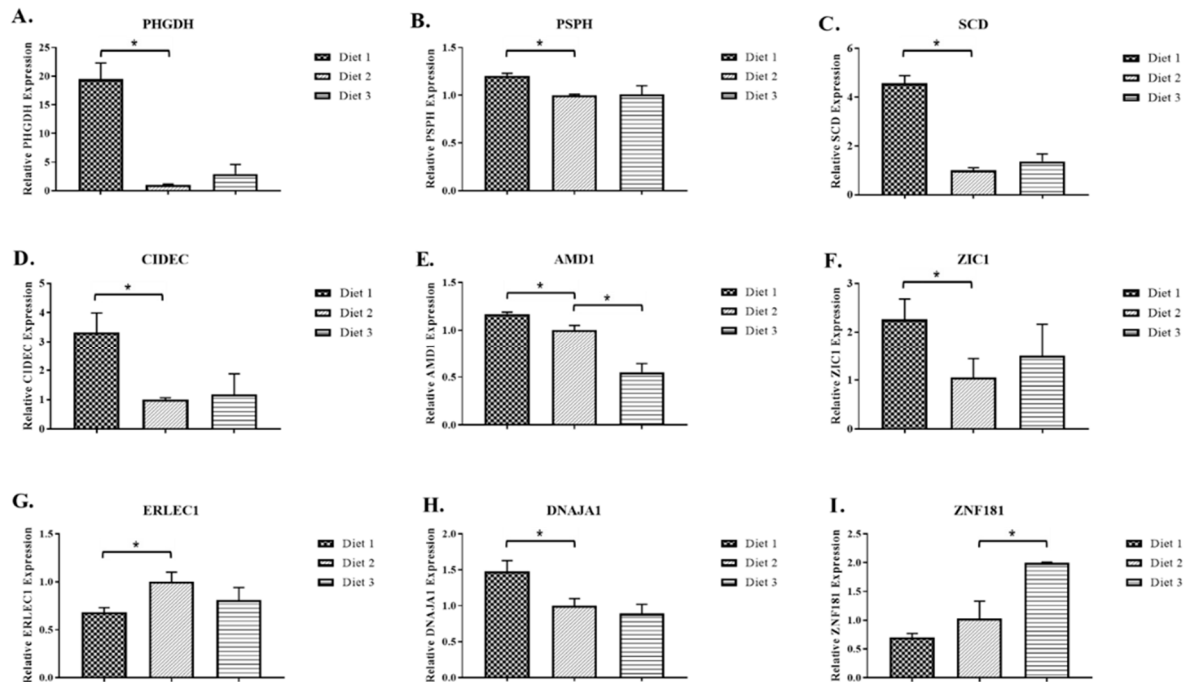 A.
PHGDH
Relative PHGDH Expression
25
20
15
10
5
0
*
Diet 1
Diet 2
Diet 3
B.
PSPH
Relative PSPH Expression
1.5
1.0
0.5
0.0
*
Diet 1
Diet 2
Diet 3
C.
SCD
Relative SCD Expression
6
4
2
0
*
Diet 1
Diet 2
Diet 3
D.
CIDEC
Relative CIDEC Expression
5
4
3
2
1
0
*
Diet 1
Diet 2
Diet 3
E.
AMD1
Relative AMD1 Expression
1.5
1.0
0.5
0.0
*
*
Diet 1
Diet 2
Diet 3
F.
ZIC1
Relative ZIC1 Expression
3
2
1
0
*
Diet 1
Diet 2
Diet 3
G.
ERLEC1
Relative ERLEC1 Expression
1.5
1.0
0.5
0.0
*
Diet 1
Diet 2
Diet 3
H.
DNAJA1
Relative DNAJA1 Expression
2.0
1.5
1.0
0.5
0.0
*
Diet 1
Diet 2
Diet 3
I.
ZNF181
Relative ZNF181 Expression
2.5
2.0
1.5
1.0
0.5
0.0
*
Diet 1
Diet 2
Diet 3